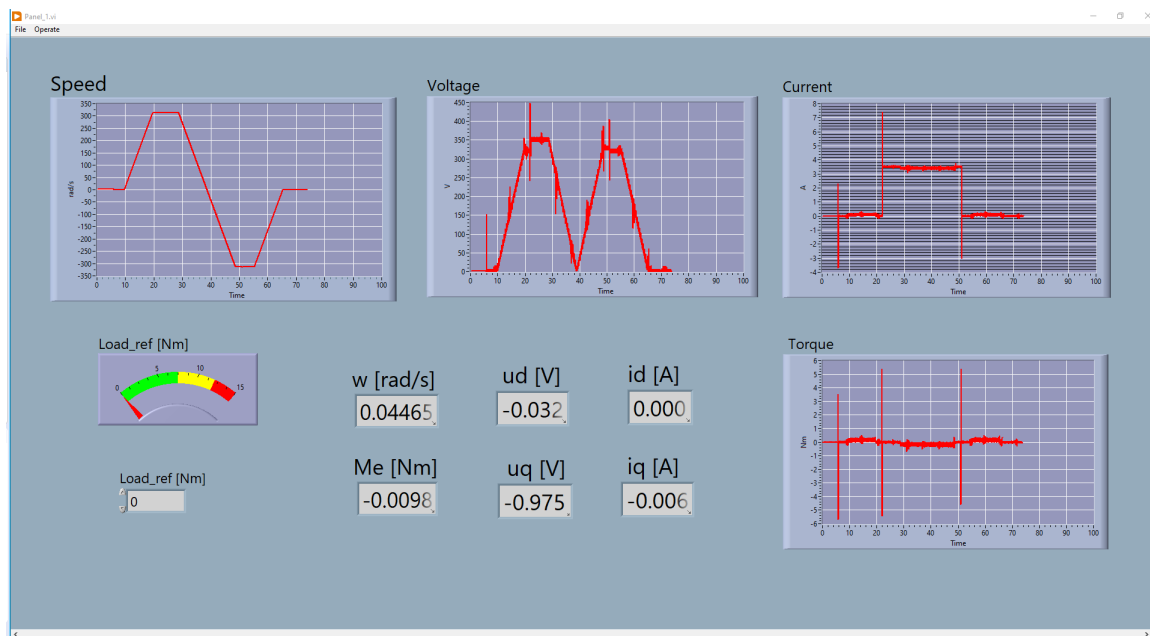 Panel_1.vi
File Operate
Speed
350
300
250
200
150
100
50
0
-50
-100
-150
-200
-250
-300
-350
rad/s
0 10 20 30 40 50 60 70 80 90 100
Time
Voltage
450
400
350
300
250
200
150
100
50
0
V
0 10 20 30 40 50 60 70 80 90 100
Time
Current
8
7
6
5
4
3
2
1
0
-1
-2
-3
-4
A
0 10 20 30 40 50 60 70 80 90 100
Time
Load_ref [Nm]
0 5 10 15
Load_ref [Nm]
0
w [rad/s]
0.04465
ud [V]
-0.032
id [A]
0.000
Me [Nm]
-0.0098
uq [V]
-0.975
iq [A]
-0.006
Torque
6
5
4
3
2
1
0
-1
-2
-3
-4
-5
-6
Nm
0 10 20 30 40 50 60 70 80 90 100
Time